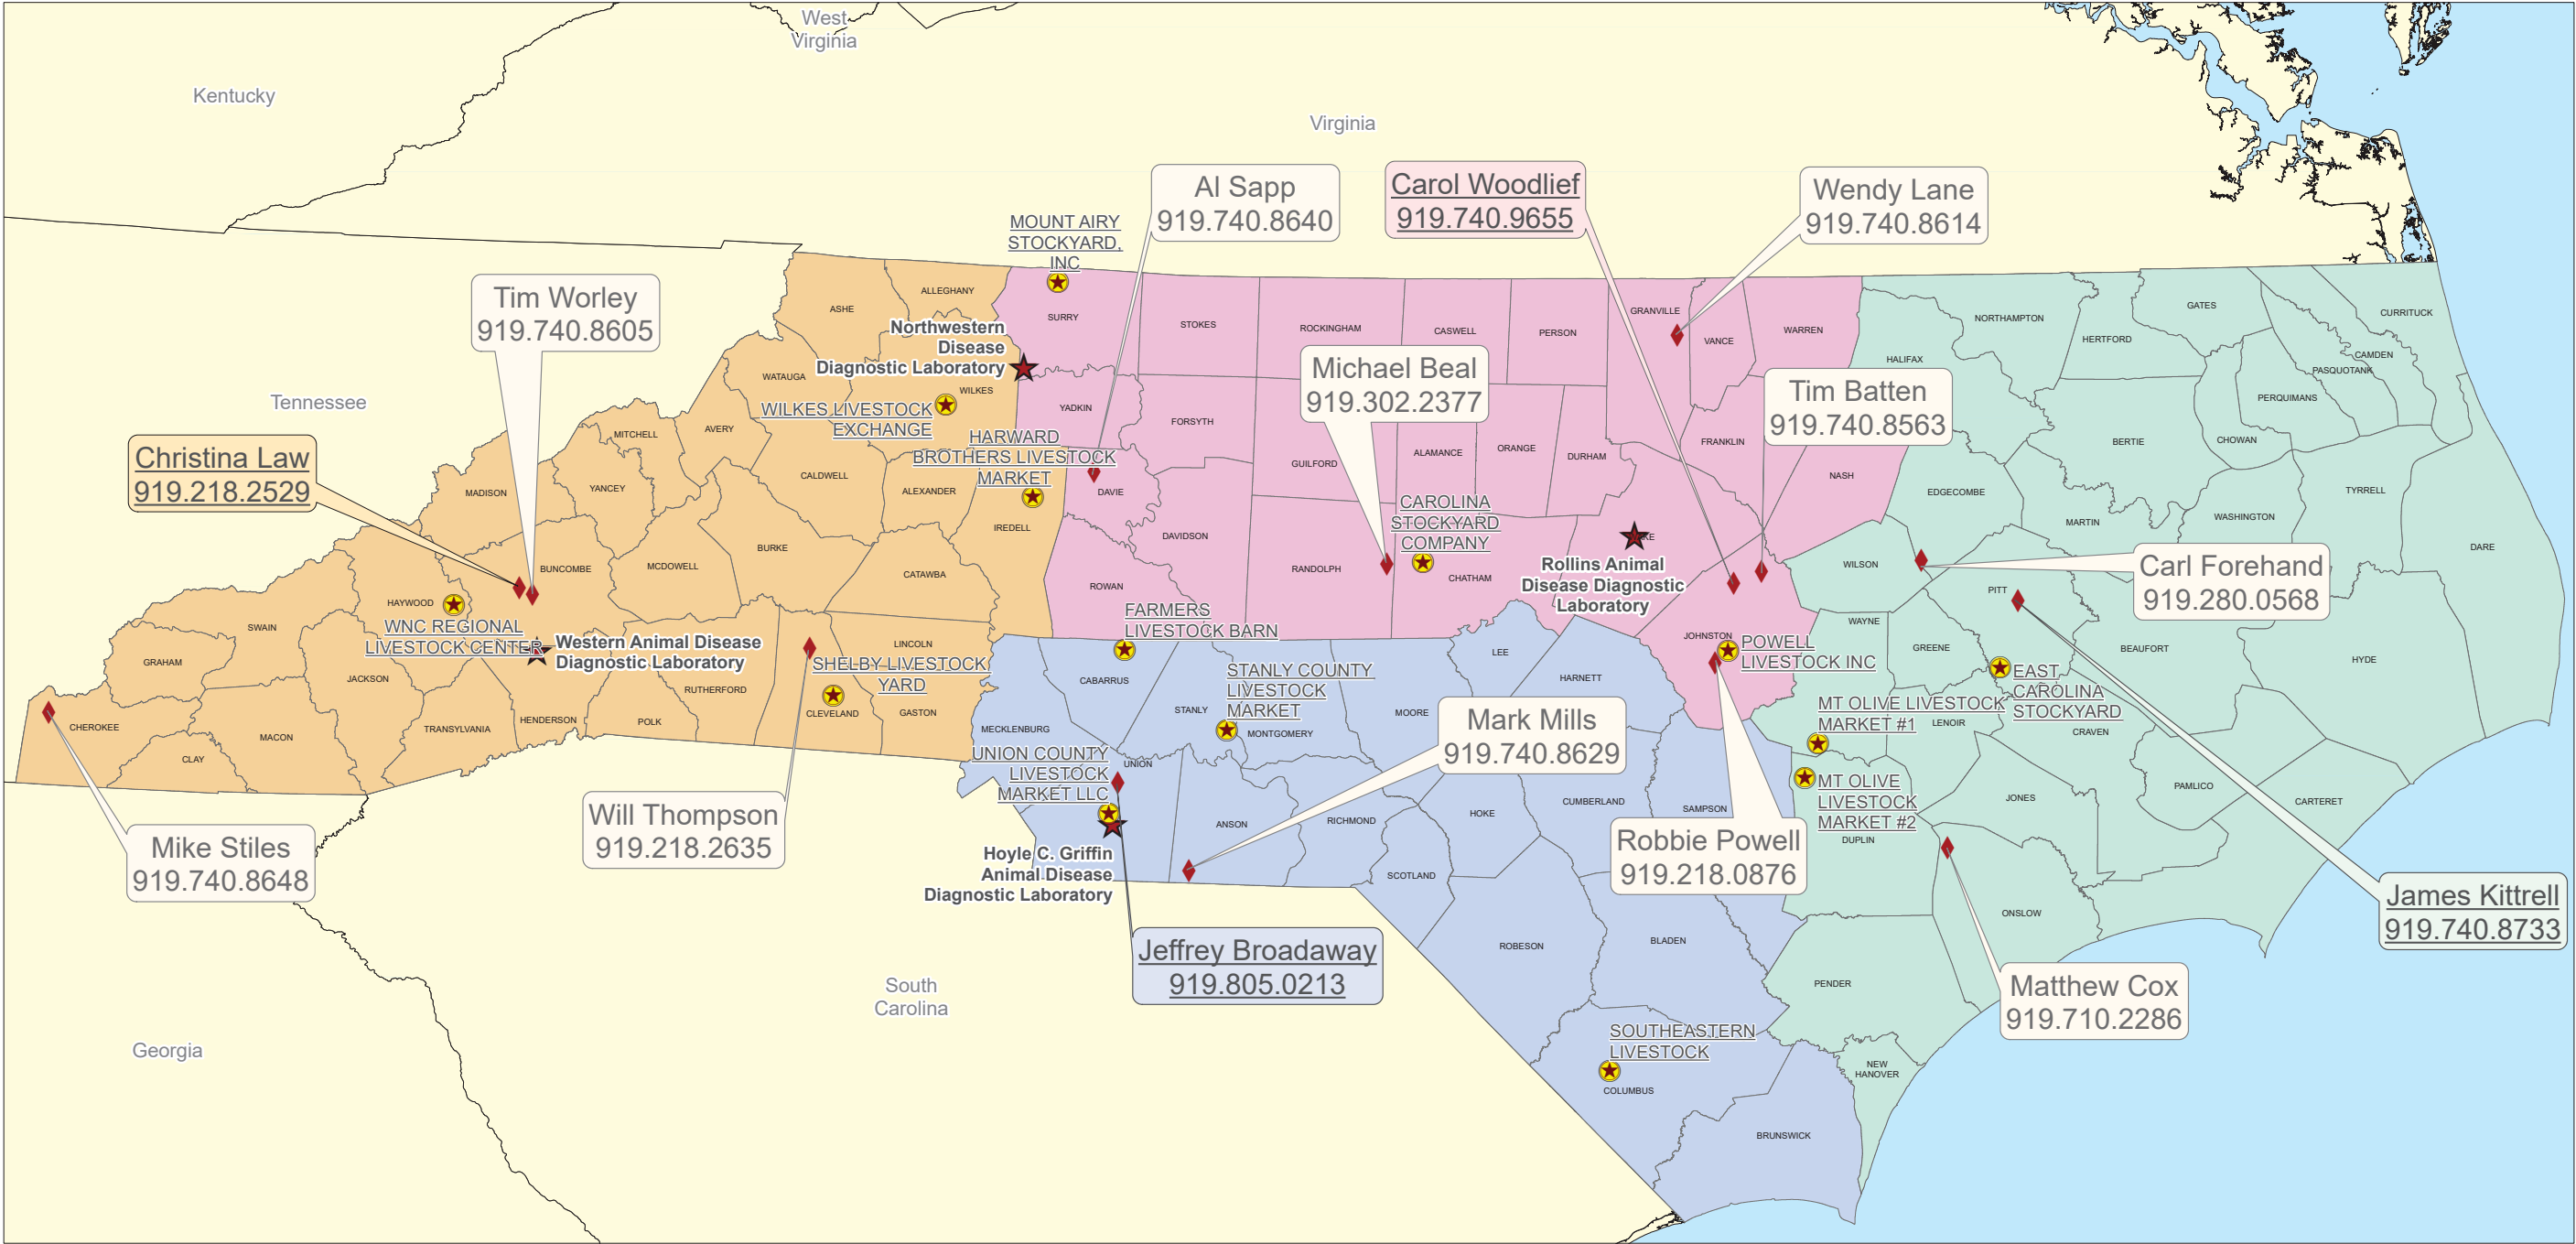 West
Virginia
Kentucky
Virginia
Tennessee
Georgia
South
Carolina
Al Sapp
919.740.8640
Carol Woodlief
919.740.9655
Wendy Lane
919.740.8614
Tim Worley
919.740.8605
Michael Beal
919.302.2377
Tim Batten
919.740.8563
Christina Law
919.218.2529
Carl Forehand
919.280.0568
Mark Mills
919.740.8629
Will Thompson
919.218.2635
Mike Stiles
919.740.8648
Robbie Powell
919.218.0876
James Kittrell
919.740.8733
Jeffrey Broadaway
919.805.0213
Matthew Cox
919.710.2286
MOUNT AIRY
STOCKYARD,
INC
Northwestern
Disease
Diagnostic Laboratory
WILKES LIVESTOCK
EXCHANGE
HARWARD
BROTHERS LIVESTOCK
MARKET
CAROLINA
STOCKYARD
COMPANY
Rollins Animal
Disease Diagnostic
Laboratory
WNC REGIONAL
LIVESTOCK CENTER
Western Animal Disease
Diagnostic Laboratory
SHELBY LIVESTOCK
YARD
FARMERS
LIVESTOCK BARN
STANLY COUNTY
LIVESTOCK
MARKET
UNION COUNTY
LIVESTOCK
MARKET LLC
Hoyle C. Griffin
Animal Disease
Diagnostic Laboratory
POWELL
LIVESTOCK INC
EAST
CAROLINA
STOCKYARD
MT OLIVE LIVESTOCK
MARKET #1
MT OLIVE
LIVESTOCK
MARKET #2
SOUTHEASTERN
LIVESTOCK
ASHE
ALLEGHANY
SURRY
STOKES
ROCKINGHAM
CASWELL
PERSON
GRANVILLE
VANCE
WARREN
HALIFAX
NORTHAMPTON
HERTFORD
GATES
CURRITUCK
CAMDEN
PASQUOTANK
PERQUIMANS
CHOWAN
BERTIE
WATAUGA
WILKES
YADKIN
FORSYTH
GUILFORD
ALAMANCE
ORANGE
DURHAM
FRANKLIN
NASH
EDGECOMBE
MARTIN
WASHINGTON
TYRRELL
DARE
MITCHELL
AVERY
CALDWELL
ALEXANDER
IREDELL
DAVIE
DAVIDSON
RANDOLPH
CHATHAM
KE
WILSON
PITT
BEAUFORT
HYDE
MADISON
YANCEY
BUNCOMBE
MCDOWELL
BURKE
CATAWBA
ROWAN
HAYWOOD
SWAIN
GRAHAM
JACKSON
CHEROKEE
CLAY
MACON
TRANSYLVANIA
HENDERSON
POLK
RUTHERFORD
CLEVELAND
LINCOLN
GASTON
MECKLENBURG
CABARRUS
STANLY
MONTGOMERY
MOORE
LEE
HARNETT
JOHNSTON
WAYNE
GREENE
LENOIR
CRAVEN
PAMLICO
CARTERET
JONES
UNION
ANSON
RICHMOND
SCOTLAND
HOKE
CUMBERLAND
SAMPSON
DUPLIN
ONSLOW
ROBESON
BLADEN
PENDER
NEW
HANOVER
COLUMBUS
BRUNSWICK